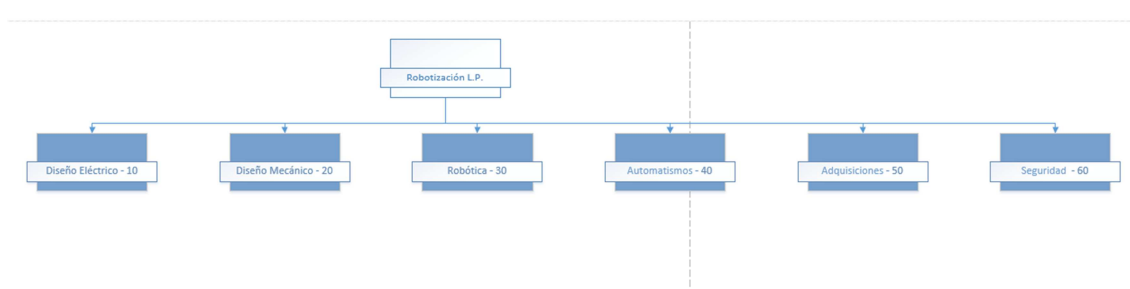 Robotización L.P.
Diseño Eléctrico - 10
Diseño Mecánico - 20
Robótica - 30
Automatismos - 40
Adquisiciones - 50
Seguridad - 60